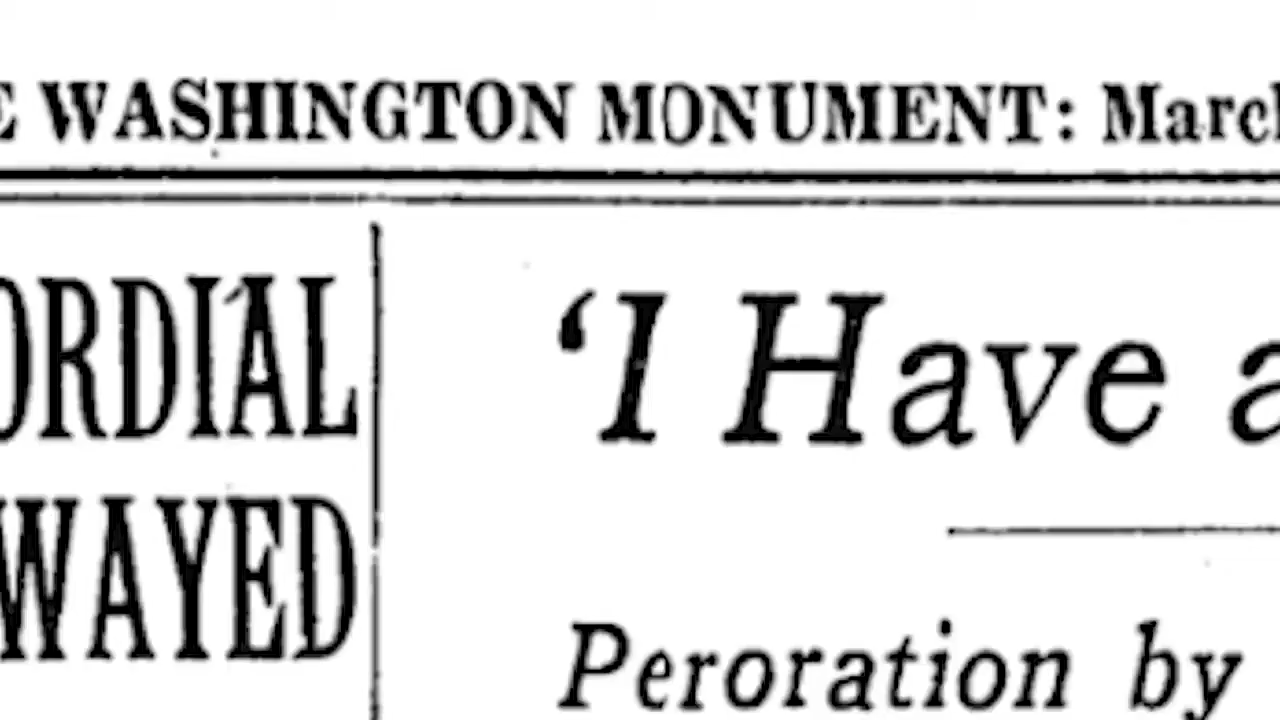 E WASHINGTON MONUMENT: March
ORDIAL
WAYED
'I Have a
Peroration by